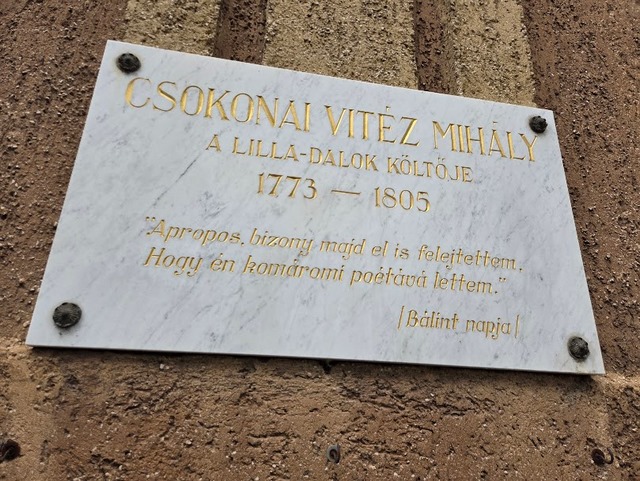 CSOKONAI VITÉZ MIHÁLY
A LILLA-DALOK KÖLTŐJE
1773 — 1805
"Apropos, bizony majd el is felejtettem,
Hogy én komáromi poétává lettem."
/Bálint napja/